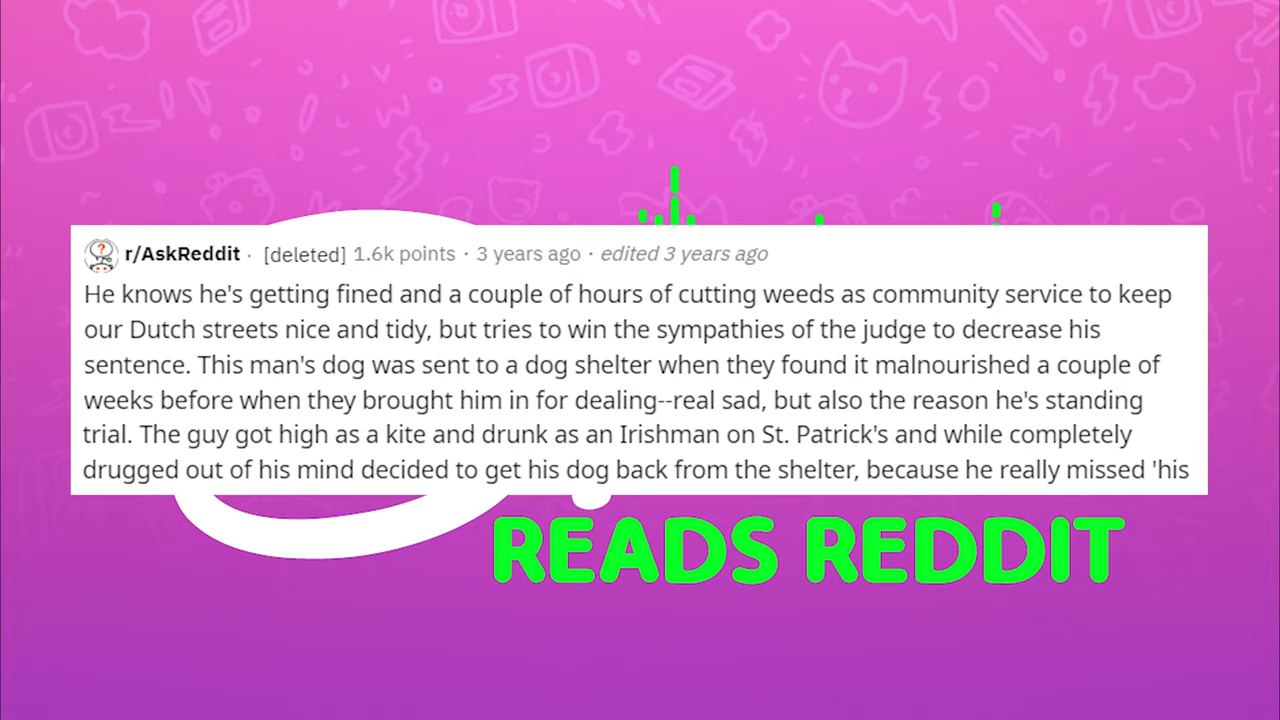 r/AskReddit · [deleted] 1.6k points · 3 years ago · edited 3 years ago
He knows he's getting fined and a couple of hours of cutting weeds as community service to keep
our Dutch streets nice and tidy, but tries to win the sympathies of the judge to decrease his
sentence. This man's dog was sent to a dog shelter when they found it malnourished a couple of
weeks before when they brought him in for dealing--real sad, but also the reason he's standing
trial. The guy got high as a kite and drunk as an Irishman on St. Patrick's and while completely
drugged out of his mind decided to get his dog back from the shelter, because he really missed 'his
READS REDDIT